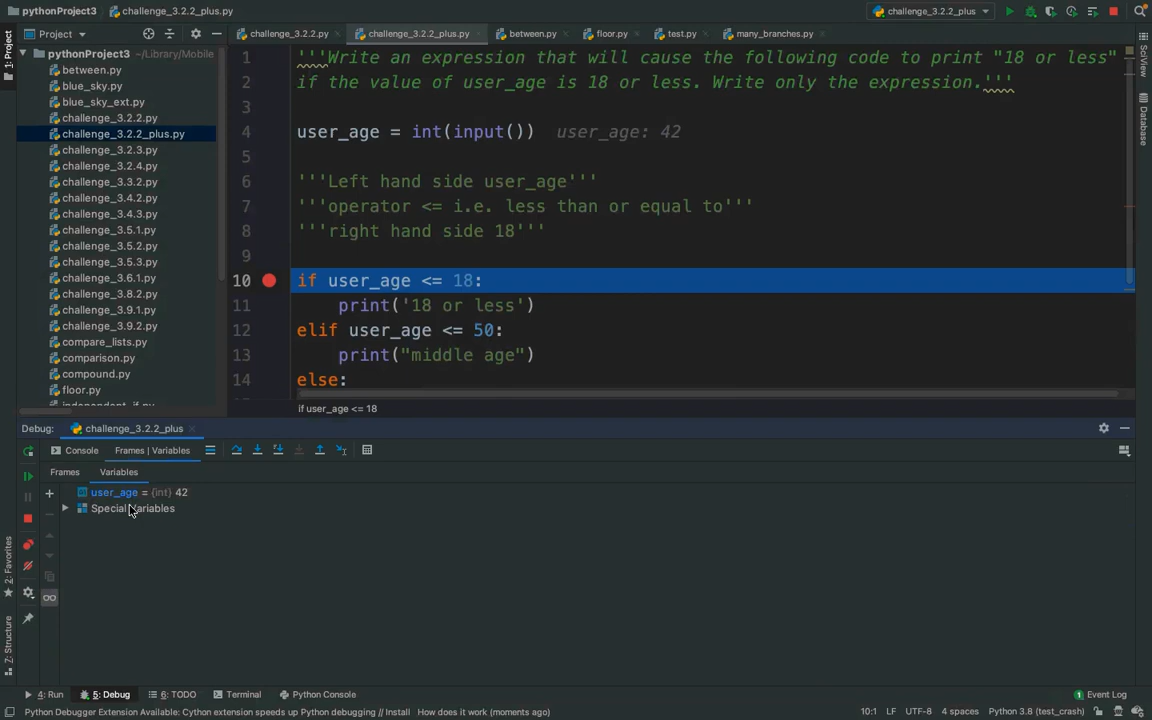 pythonProject3 challenge_3.2.2_plus.py
challenge_3.2.2_plus
Project
challenge_3.2.2.py
challenge_3.2.2_plus.py
between.py
floor.py
test.py
many_branches.py
1: Project
pythonProject3 ~/Library/Mobile
between.py
blue_sky.py
blue_sky_ext.py
challenge_3.2.2.py
challenge_3.2.2_plus.py
challenge_3.2.3.py
challenge_3.2.4.py
challenge_3.3.2.py
challenge_3.4.2.py
challenge_3.4.3.py
challenge_3.5.1.py
challenge_3.5.2.py
challenge_3.5.3.py
challenge_3.6.1.py
challenge_3.8.2.py
challenge_3.9.1.py
challenge_3.9.2.py
compare_lists.py
comparison.py
compound.py
floor.py
independent_if.py
1 '''Write an expression that will cause the following code to print "18 or less"
2 if the value of user_age is 18 or less. Write only the expression.'''
3
4 user_age = int(input()) user_age: 42
5
6 '''Left hand side user_age'''
7 '''operator <= i.e. less than or equal to'''
8 '''right hand side 18'''
9
10 if user_age <= 18:
11 print('18 or less')
12 elif user_age <= 50:
13 print("middle age")
14 else:
if user_age <= 18
SciView
Database
Debug: challenge_3.2.2_plus
Console
Frames | Variables
Frames
Variables
user_age = {int} 42
Special Variables
2: Favorites
7: Structure
4: Run
5: Debug
6: TODO
Terminal
Python Console
1 Event Log
Python Debugger Extension Available: Cython extension speeds up Python debugging // Install How does it work (moments ago)
10:1 LF UTF-8 4 spaces Python 3.8 (test_crash)